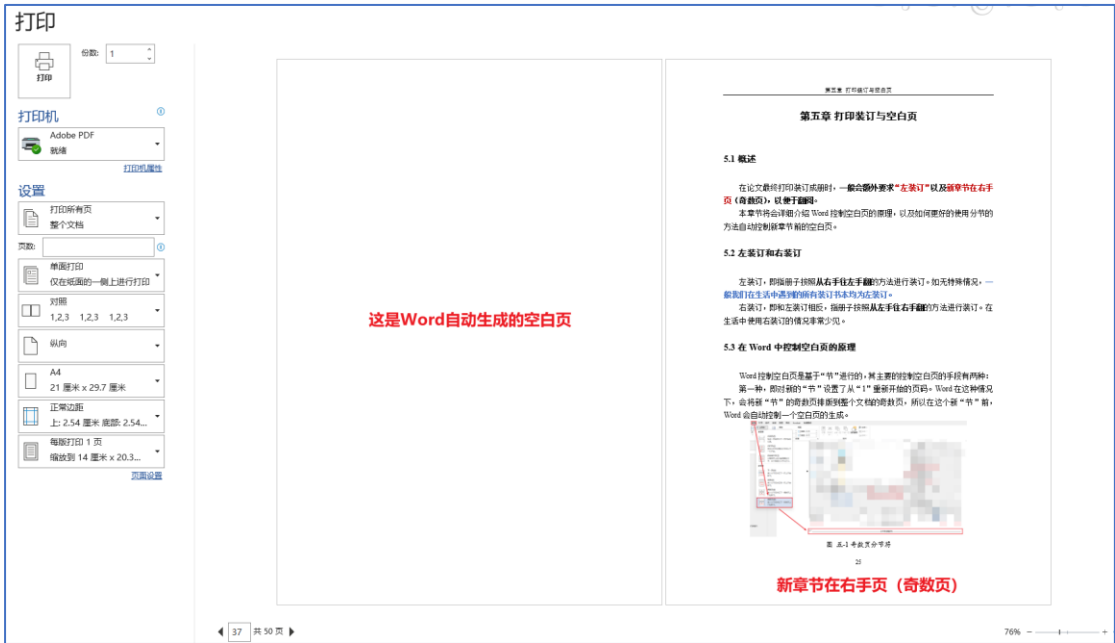 打印
份数: 1
打印
打印机
Adobe PDF
就绪
打印机属性
设置
打印所有页
整个文档
页数:
单面打印
仅在纸面的一侧上进行打印
对照
1,2,3 1,2,3 1,2,3
纵向
A4
21 厘米 x 29.7 厘米
正常边距
上: 2.54 厘米 底部: 2.54...
每版打印 1 页
缩放到 14 厘米 x 20.3...
页面设置
这是Word自动生成的空白页
第五章 打印装订与空白页
第五章 打印装订与空白页
5.1 概述
在论文最终打印装订成册时，一般会额外要求“左装订”以及新章节在右手
页（奇数页），以便于翻阅。
本章节将会详细介绍 Word 控制空白页的原理，以及如何更好的使用分节的
方法自动控制新章节前的空白页。
5.2 左装订和右装订
左装订，即指册子按照从右手往左手翻的方法进行装订。如无特殊情况，一
般我们在生活中遇到的所有装订书本均为左装订。
右装订，即和左装订相反，指册子按照从左手往右手翻的方法进行装订。在
生活中使用右装订的情况非常少见。
5.3 在 Word 中控制空白页的原理
Word 控制空白页是基于“节”进行的，其主要的控制空白页的手段有两种：
第一种，即对新的“节”设置了从“1”重新开始的页码。Word 在这种情况
下，会将新“节”的奇数页排版到整个文档的奇数页。所以在这个新“节”前，
Word 会自动控制一个空白页的生成。
图 五-1 奇数页分节符
25
新章节在右手页（奇数页）
37 共 50 页
76%